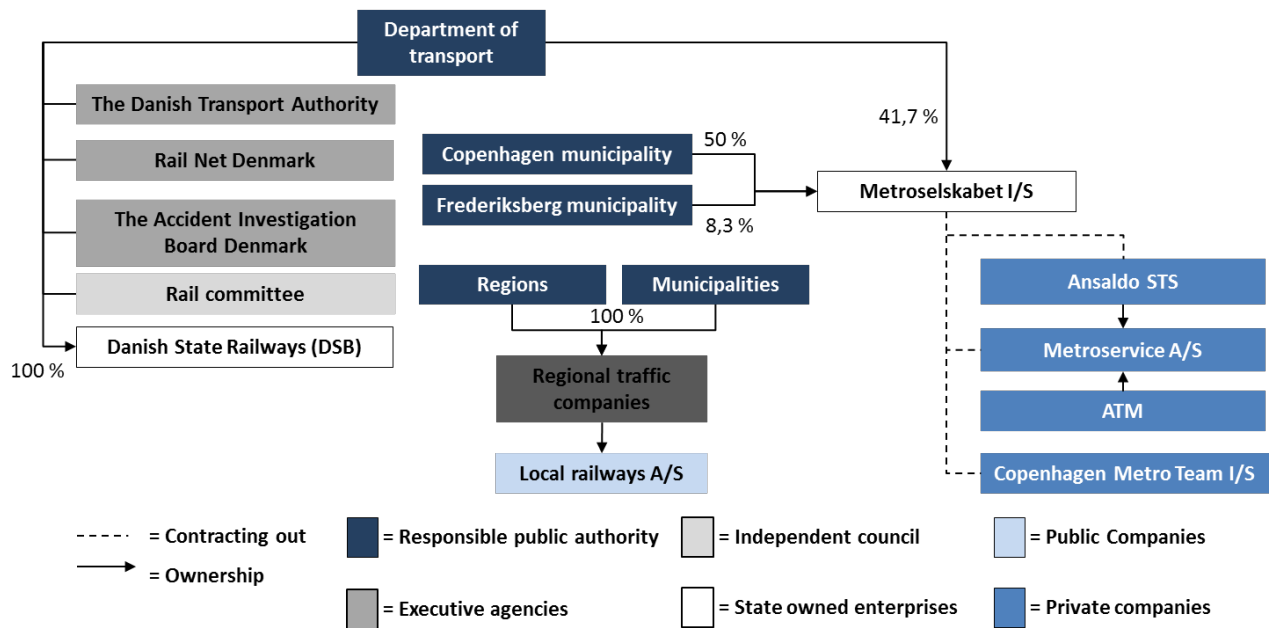 Department of
transport
The Danish Transport Authority
Rail Net Denmark
The Accident Investigation
Board Denmark
Rail committee
Danish State Railways (DSB)
100 %
41,7 %
Copenhagen municipality
50 %
Frederiksberg municipality
8,3 %
Metroselskabet I/S
Regions
Municipalities
100 %
Regional traffic
companies
Local railways A/S
Ansaldo STS
Metroservice A/S
ATM
Copenhagen Metro Team I/S
= Contracting out
= Ownership
= Responsible public authority
= Executive agencies
= Independent council
= State owned enterprises
= Public Companies
= Private companies